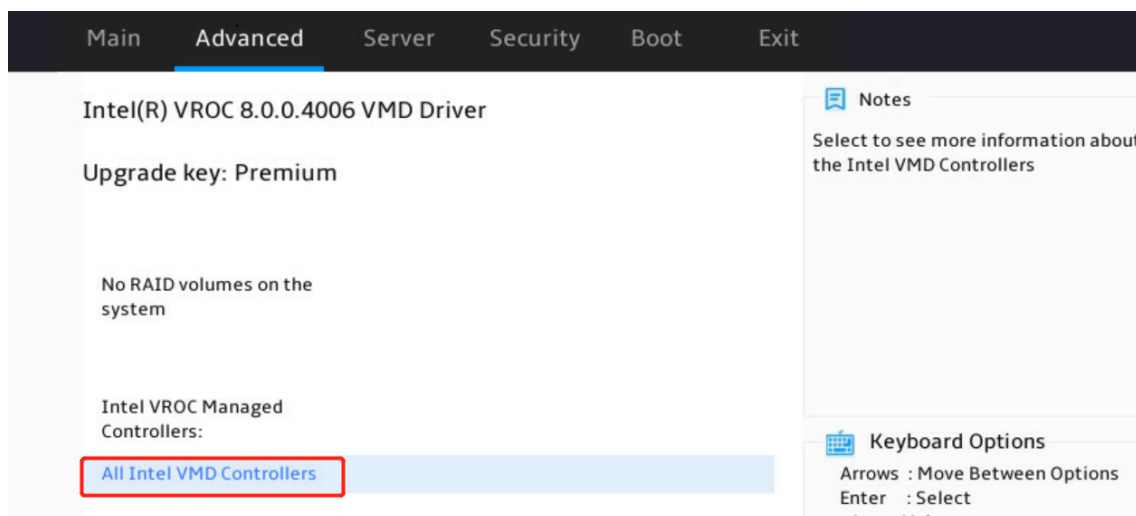 Main Advanced Server Security Boot Exit
Intel(R) VROC 8.0.0.4006 VMD Driver
Upgrade key: Premium
No RAID volumes on the
system
Intel VROC Managed
Controllers:
All Intel VMD Controllers
Notes
Select to see more information about
the Intel VMD Controllers
Keyboard Options
Arrows : Move Between Options
Enter : Select